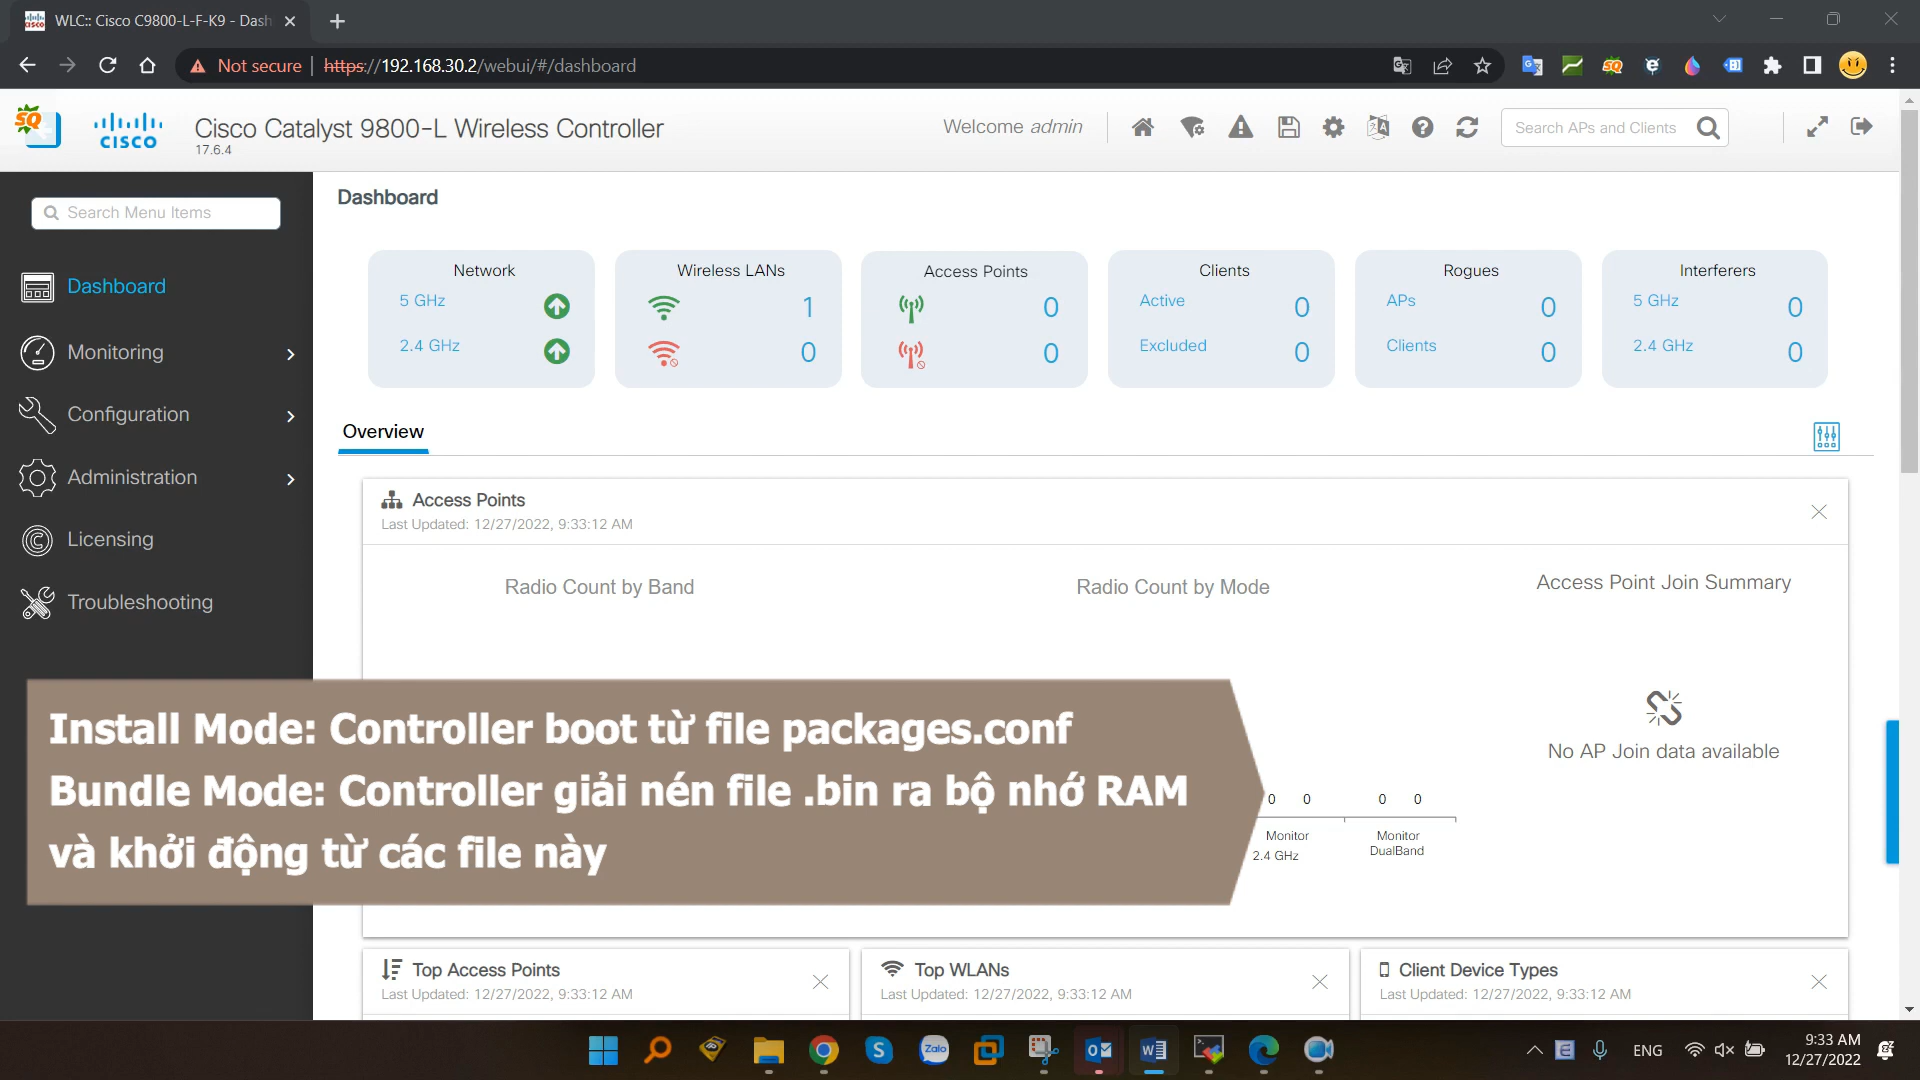 WLC:: Cisco C9800-L-F-K9 - Dash
Not secure
https://192.168.30.2/webui/#/dashboard
SQ
CISCO
Cisco Catalyst 9800-L Wireless Controller
17.6.4
Welcome admin
Search APs and Clients
Search Menu Items
Dashboard
Monitoring
Configuration
Administration
Licensing
Troubleshooting
Dashboard
Network
5 GHz
2.4 GHz
Wireless LANs
1
0
Access Points
0
0
Clients
Active 0
Excluded 0
Rogues
APs 0
Clients 0
Interferers
5 GHz 0
2.4 GHz 0
Overview
Access Points
Last Updated: 12/27/2022, 9:33:12 AM
Radio Count by Band
Radio Count by Mode
Access Point Join Summary
No AP Join data available
0 0 0 0
Monitor
2.4 GHz
Monitor
DualBand
Install Mode: Controller boot từ file packages.conf
Bundle Mode: Controller giải nén file .bin ra bộ nhớ RAM
và khởi động từ các file này
Top Access Points
Last Updated: 12/27/2022, 9:33:12 AM
Top WLANs
Last Updated: 12/27/2022, 9:33:12 AM
Client Device Types
Last Updated: 12/27/2022, 9:33:12 AM
Zalo
ENG
9:33 AM
12/27/2022